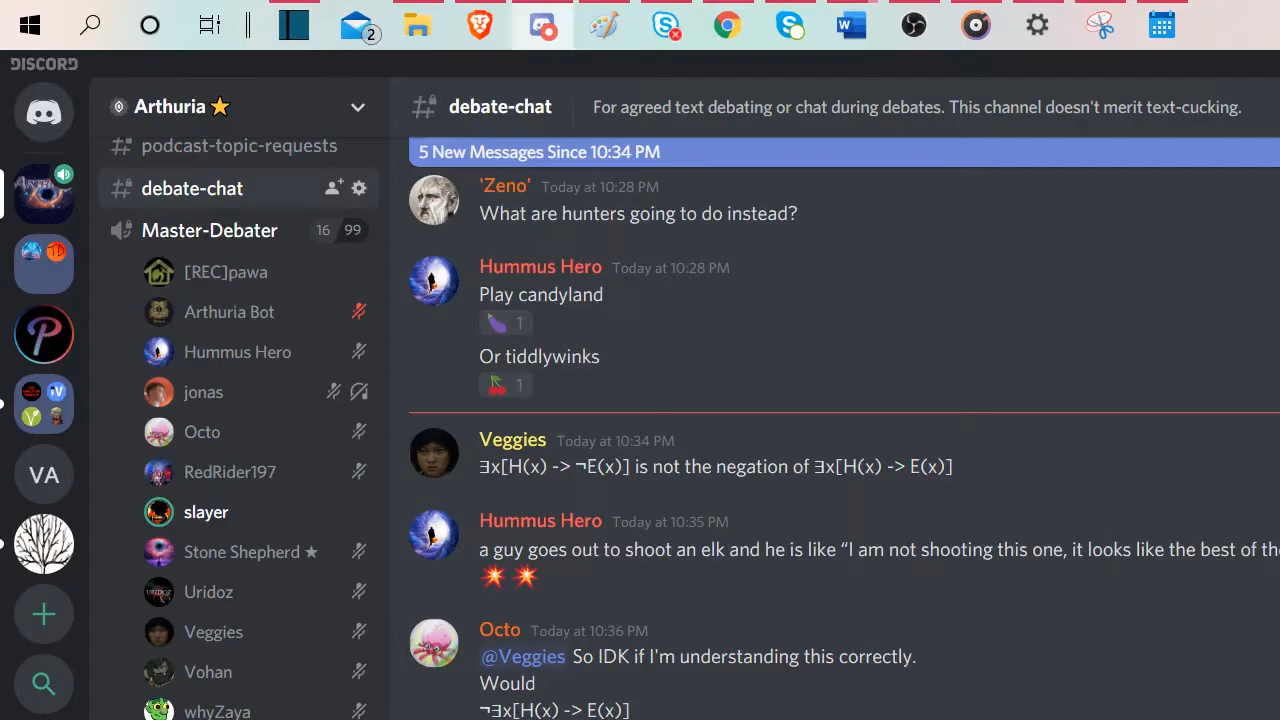 2
DISCORD
Arthuria
podcast-topic-requests
debate-chat
Master-Debater 16 99
[REC]pawa
Arthuria Bot
Hummus Hero
jonas
Octo
RedRider197
slayer
Stone Shepherd ★
Uridoz
Veggies
Vohan
whyZaya
VA
debate-chat For agreed text debating or chat during debates. This channel doesn't merit text-cucking.
5 New Messages Since 10:34 PM
'Zeno' Today at 10:28 PM
What are hunters going to do instead?
Hummus Hero Today at 10:28 PM
Play candyland
1
Or tiddlywinks
1
Veggies Today at 10:34 PM
∃x[H(x) -> ¬E(x)] is not the negation of ∃x[H(x) -> E(x)]
Hummus Hero Today at 10:35 PM
a guy goes out to shoot an elk and he is like “I am not shooting this one, it looks like the best of the
Octo Today at 10:36 PM
@Veggies So IDK if I'm understanding this correctly.
Would
¬∃x[H(x) -> E(x)]